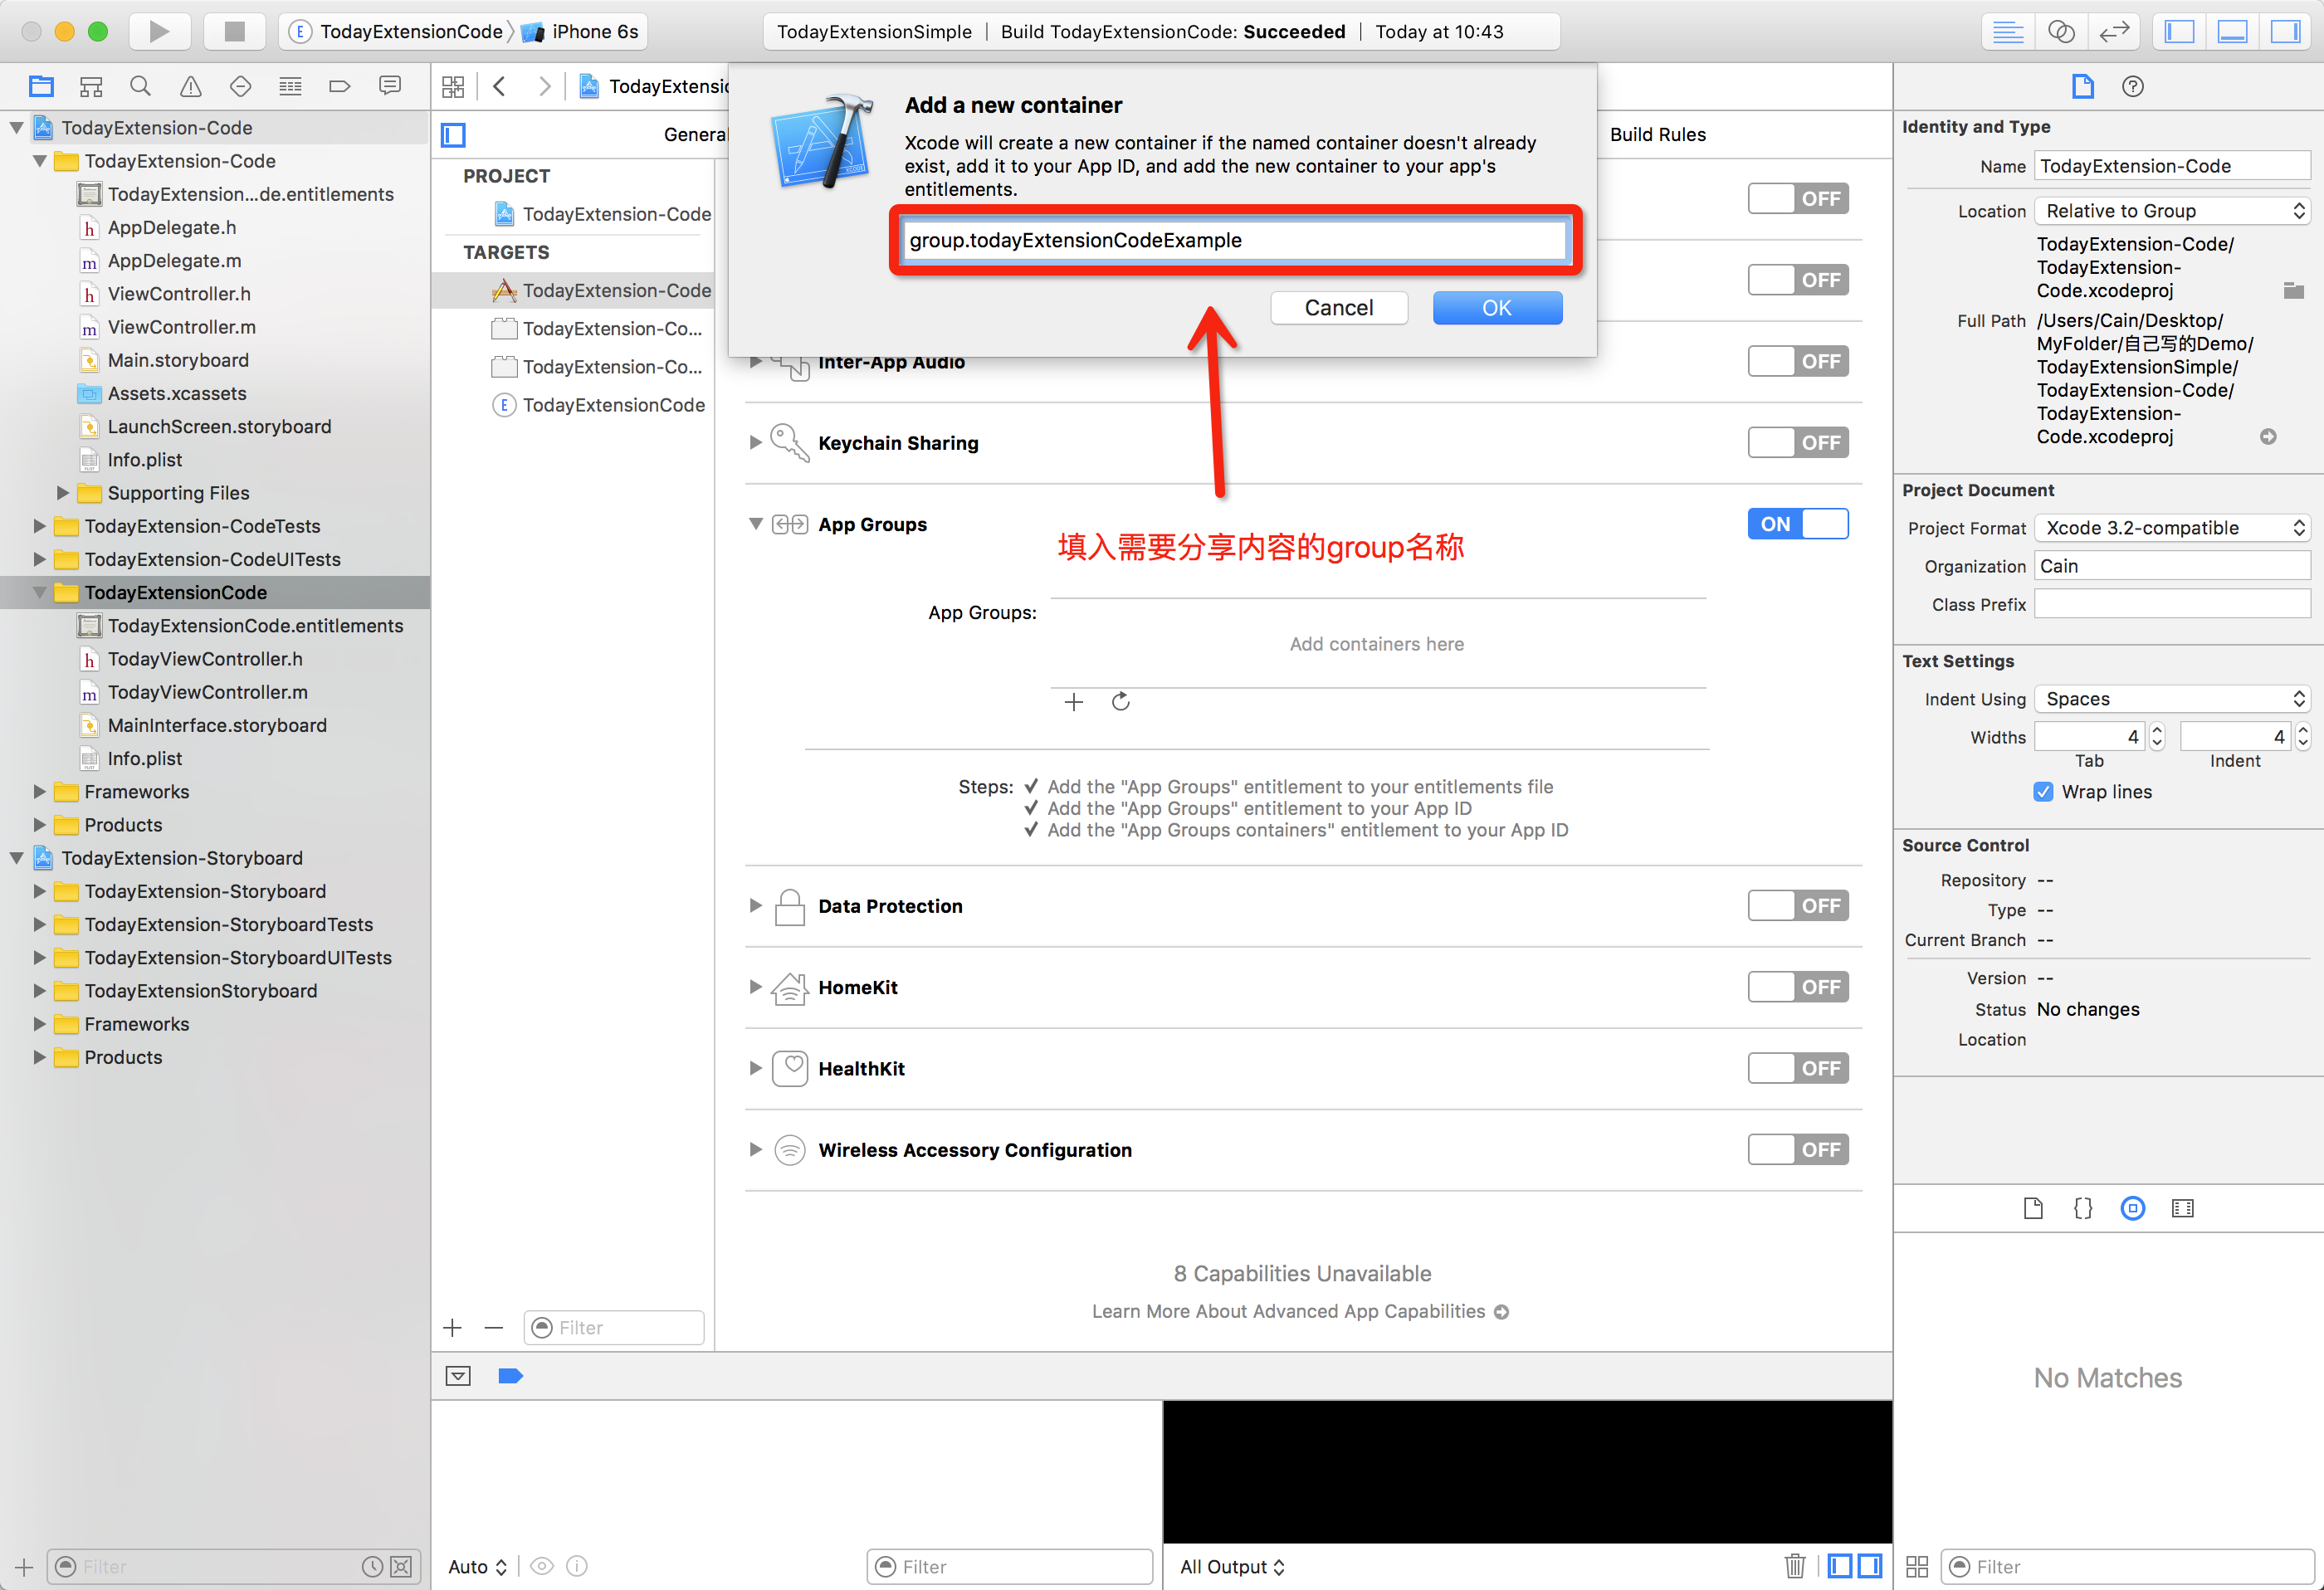 TodayExtensionCode
iPhone 6s
TodayExtensionSimple | Build TodayExtensionCode: Succeeded | Today at 10:43
TodayExtension-Code
TodayExtension-Code
TodayExtension...de.entitlements
AppDelegate.h
AppDelegate.m
ViewController.h
ViewController.m
Main.storyboard
Assets.xcassets
LaunchScreen.storyboard
Info.plist
Supporting Files
TodayExtension-CodeTests
TodayExtension-CodeUITests
TodayExtensionCode
TodayExtensionCode.entitlements
TodayViewController.h
TodayViewController.m
MainInterface.storyboard
Info.plist
Frameworks
Products
TodayExtension-Storyboard
TodayExtension-Storyboard
TodayExtension-StoryboardTests
TodayExtension-StoryboardUITests
TodayExtensionStoryboard
Frameworks
Products
Filter
General
PROJECT
TodayExtension-Code
TARGETS
TodayExtension-Code
TodayExtension-Co...
TodayExtension-Co...
TodayExtensionCode
Filter
Build Rules
Add a new container
Xcode will create a new container if the named container doesn't already
exist, add it to your App ID, and add the new container to your app's
entitlements.
group.todayExtensionCodeExample
Cancel
OK
OFF
OFF
Inter-App Audio
OFF
Keychain Sharing
OFF
App Groups
ON
填入需要分享内容的group名称
App Groups:
Add containers here
Steps: ✓ Add the "App Groups" entitlement to your entitlements file
✓ Add the "App Groups" entitlement to your App ID
✓ Add the "App Groups containers" entitlement to your App ID
Data Protection
OFF
HomeKit
OFF
HealthKit
OFF
Wireless Accessory Configuration
OFF
8 Capabilities Unavailable
Learn More About Advanced App Capabilities
Auto
Filter
All Output
Identity and Type
Name TodayExtension-Code
Location Relative to Group
TodayExtension-Code/
TodayExtension-
Code.xcodeproj
Full Path /Users/Cain/Desktop/
MyFolder/自己写的Demo/
TodayExtensionSimple/
TodayExtension-Code/
TodayExtension-
Code.xcodeproj
Project Document
Project Format Xcode 3.2-compatible
Organization Cain
Class Prefix
Text Settings
Indent Using Spaces
Widths 4 4
Tab Indent
Wrap lines
Source Control
Repository --
Type --
Current Branch --
Version --
Status No changes
Location
No Matches
Filter